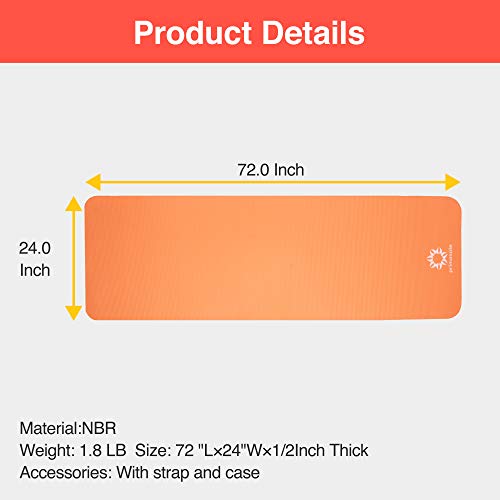 Product Details
72.0 Inch
24.0
Inch
Material:NBR
Weight: 1.8 LB  Size: 72 "L×24"W×1/2Inch Thick
Accessories: With strap and case